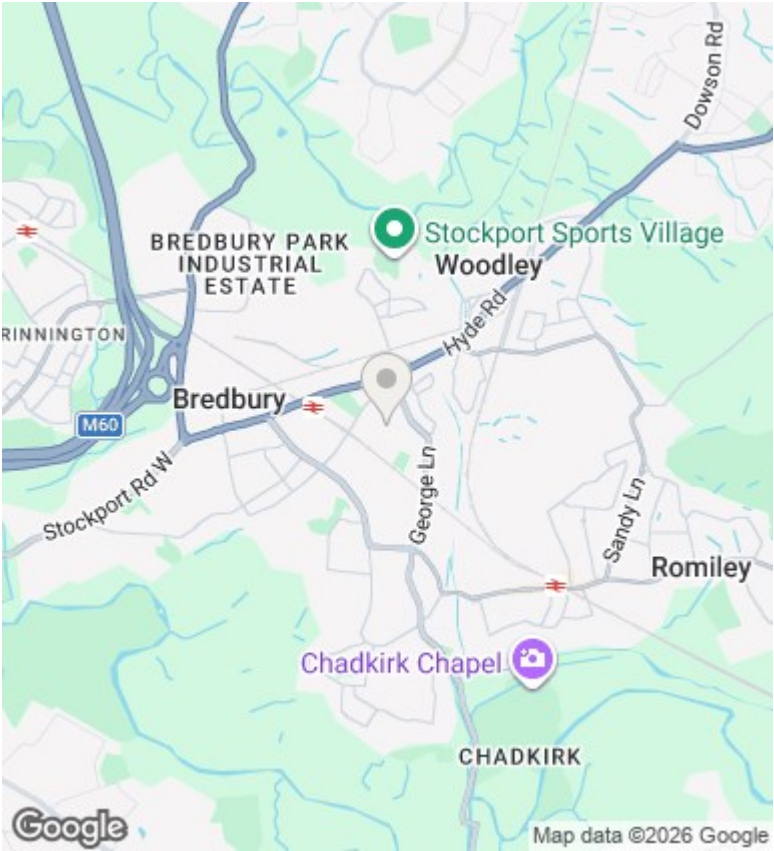 Dowson Rd
Stockport Sports Village
BREDBURY PARK
INDUSTRIAL
ESTATE
Woodley
Hyde Rd
RINNINGTON
Bredbury
M60
Stockport Rd W
George Ln
Sandy Ln
Romiley
Chadkirk Chapel
CHADKIRK
Google
Map data ©2026 Google